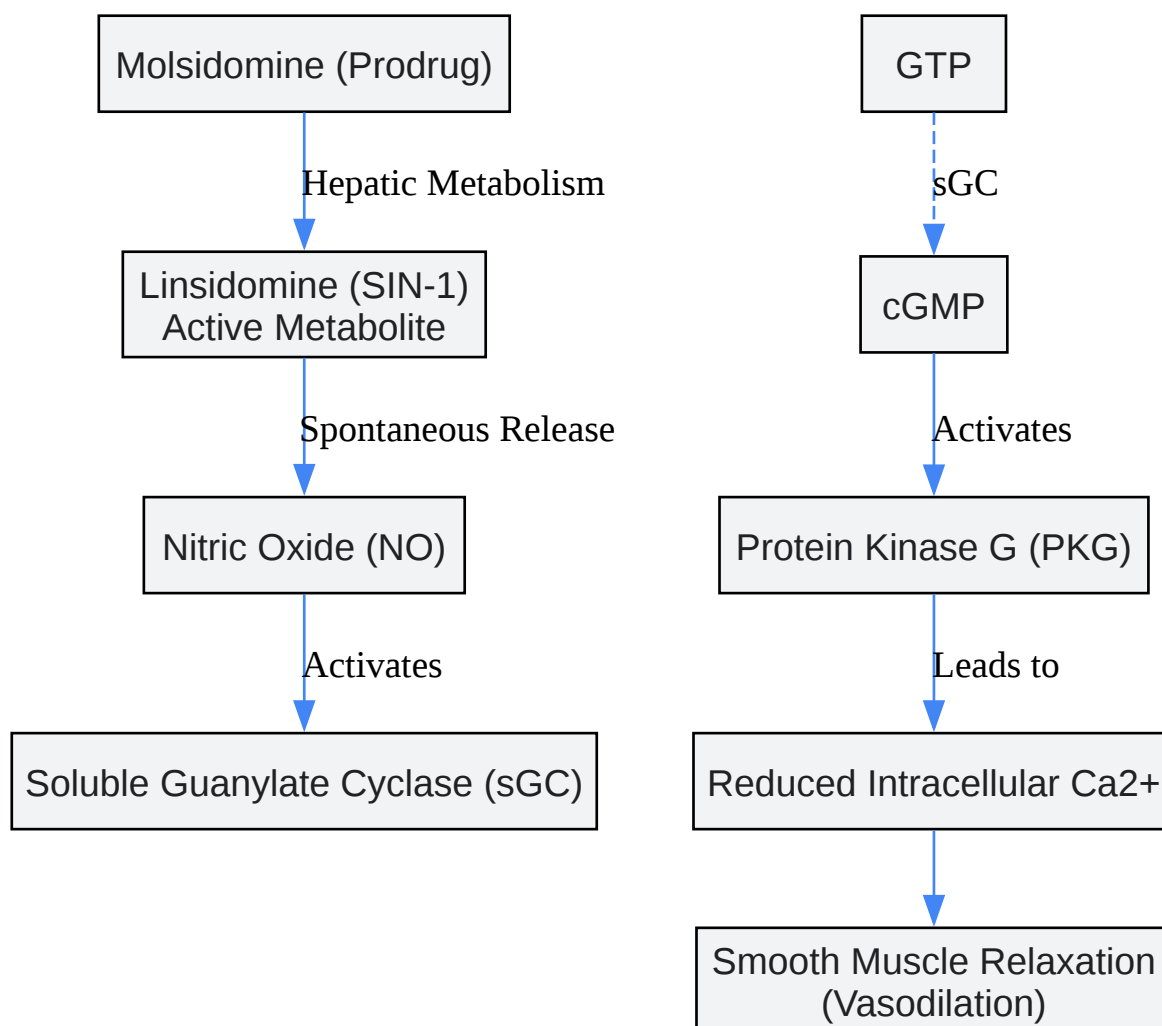 Molsidomine (Prodrug)
Hepatic Metabolism
Linsidomine (SIN-1)
Active Metabolite
Spontaneous Release
Nitric Oxide (NO)
Activates
Soluble Guanylate Cyclase (sGC)
GTP
sGC
cGMP
Activates
Protein Kinase G (PKG)
Leads to
Reduced Intracellular Ca2+
Smooth Muscle Relaxation
(Vasodilation)